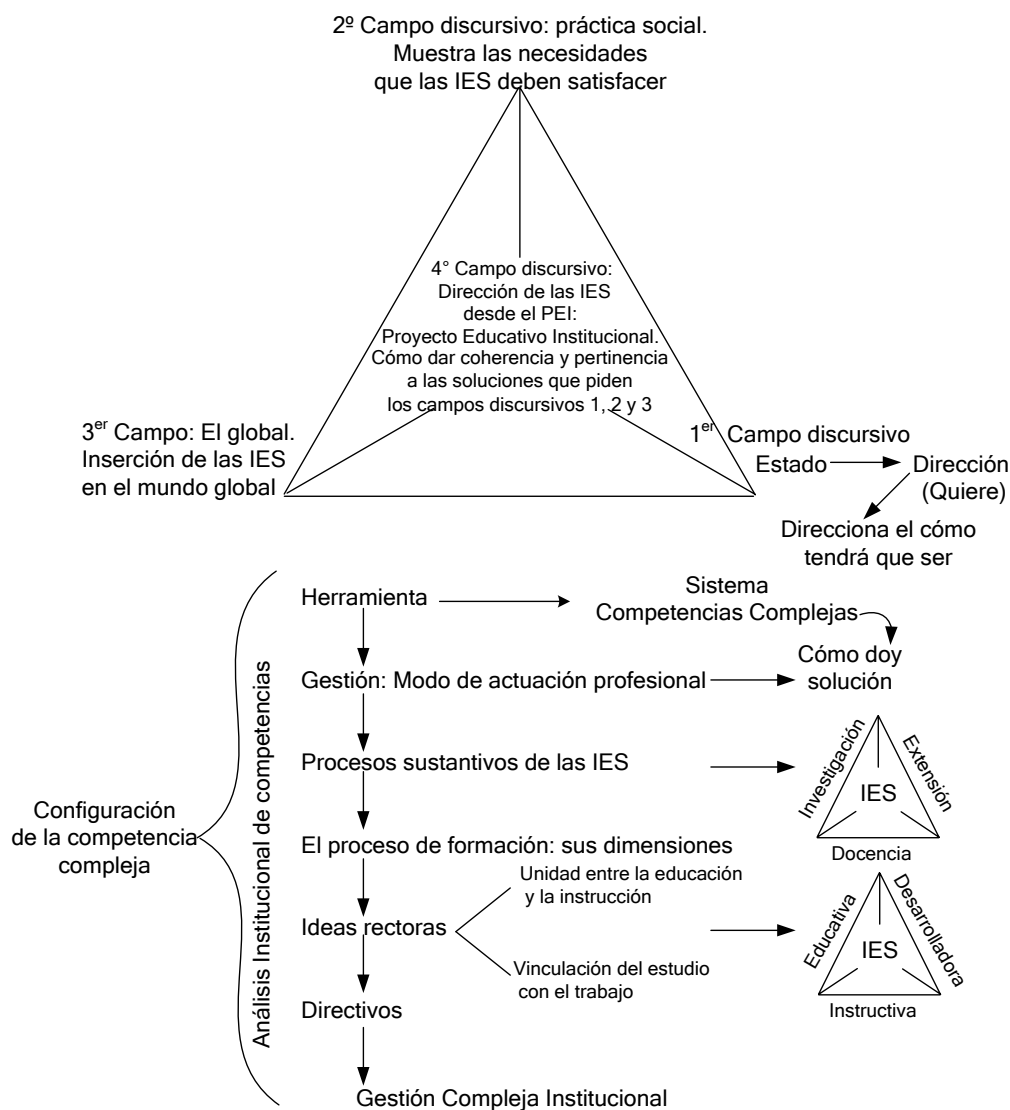 2º Campo discursivo: práctica social.
Muestra las necesidades
que las IES deben satisfacer
4° Campo discursivo:
Dirección de las IES
desde el PEI:
Proyecto Educativo Institucional.
Cómo dar coherencia y pertinencia
a las soluciones que piden
los campos discursivos 1, 2 y 3
3er Campo: El global.
Inserción de las IES
en el mundo global
1er Campo discursivo
Estado
Dirección
(Quiere)
Direcciona el cómo
tendrá que ser
Configuración
de la competencia
compleja
Análisis Institucional de competencias
Herramienta
Sistema
Competencias Complejas
Cómo doy
solución
Gestión: Modo de actuación profesional
Procesos sustantivos de las IES
Investigación
Extensión
IES
Docencia
El proceso de formación: sus dimensiones
Unidad entre la educación
y la instrucción
Ideas rectoras
Vinculación del estudio
con el trabajo
Educativa
Desarrolladora
IES
Instructiva
Directivos
Gestión Compleja Institucional